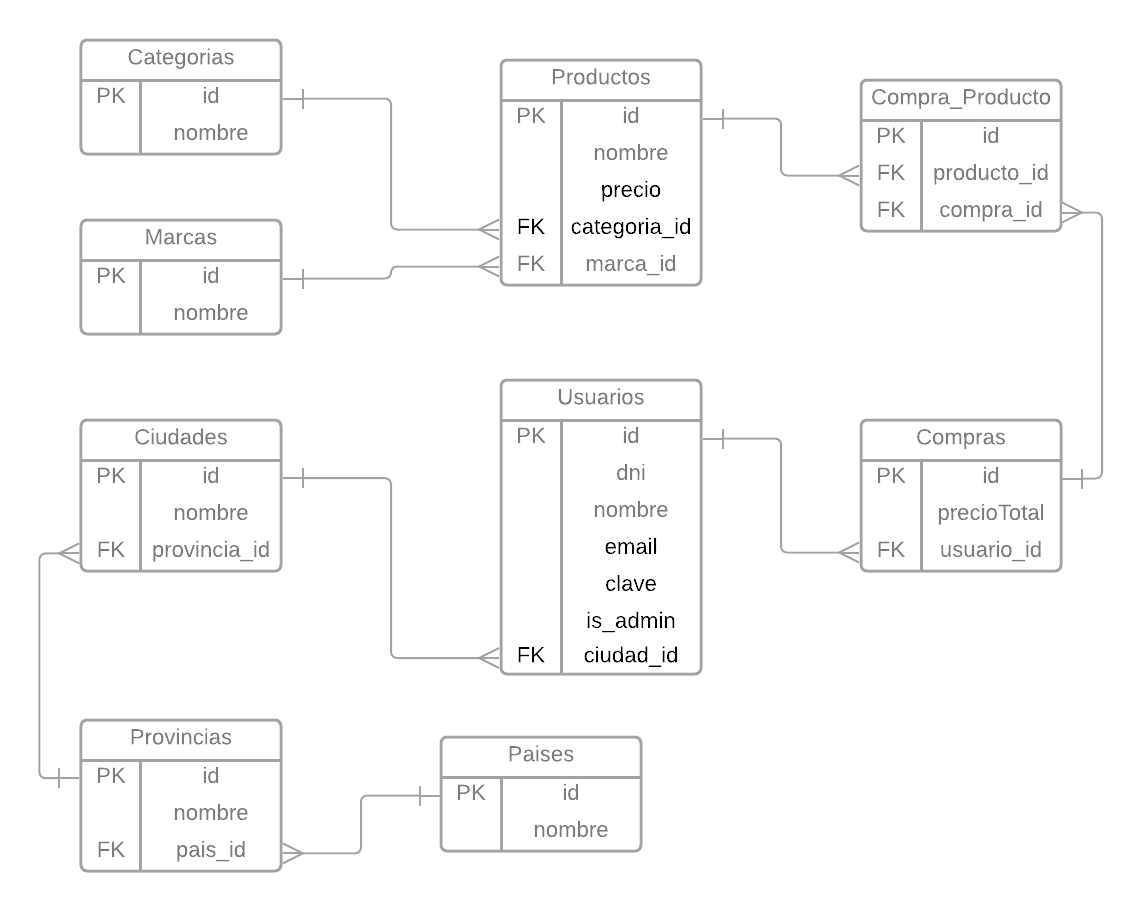 Categorias
PK id
nombre
Productos
PK id
nombre
precio
FK categoria_id
FK marca_id
Compra_Producto
PK id
FK producto_id
FK compra_id
Marcas
PK id
nombre
Ciudades
PK id
nombre
FK provincia_id
Usuarios
PK id
dni
nombre
email
clave
is_admin
FK ciudad_id
Compras
PK id
precioTotal
FK usuario_id
Provincias
PK id
nombre
FK pais_id
Paises
PK id
nombre